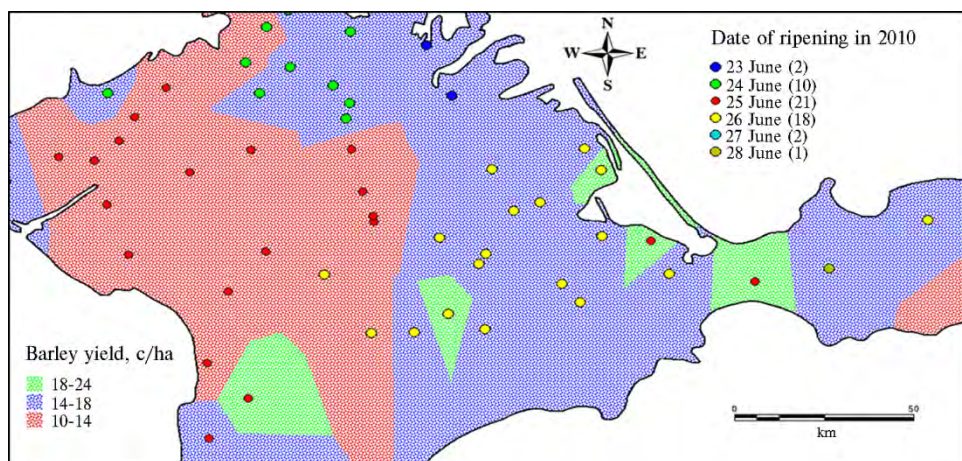 N
W E
S
Date of ripening in 2010
23 June (2)
24 June (10)
25 June (21)
26 June (18)
27 June (2)
28 June (1)
Barley yield, c/ha
18-24
14-18
10-14
0 50
km